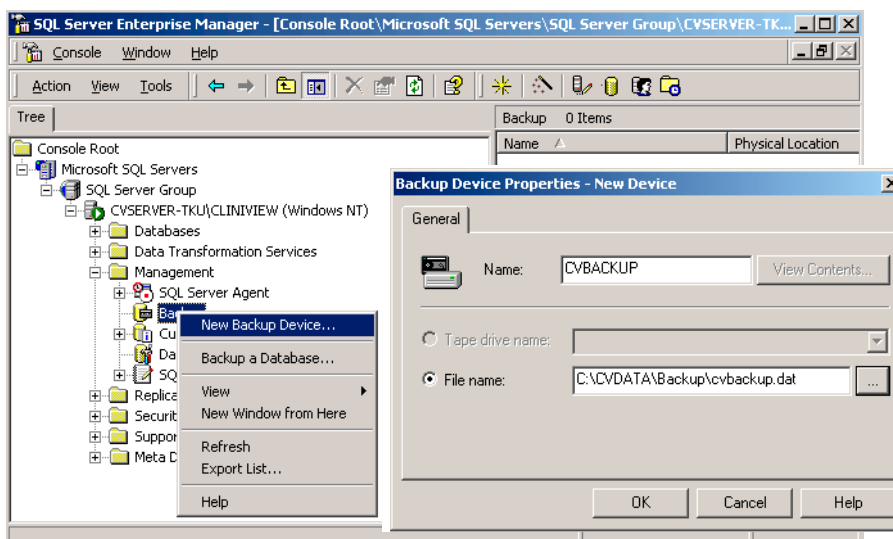 SQL Server Enterprise Manager - [Console Root\Microsoft SQL Servers\SQL Server Group\CVSERVER-TK...
Console Window Help
Action View Tools
Tree
Backup 0 Items
Name Physical Location
Console Root
Microsoft SQL Servers
SQL Server Group
CVSERVER-TKU\CLINIVIEW (Windows NT)
Databases
Data Transformation Services
Management
SQL Server Agent
Bac
Cu
Da
SQ
Replica
Securit
Suppor
Meta D
New Backup Device...
Backup a Database...
View
New Window from Here
Refresh
Export List...
Help
Backup Device Properties - New Device
General
Name: CVBACKUP View Contents...
Tape drive name:
File name: C:\CVDATA\Backup\cvbackup.dat ...
OK Cancel Help